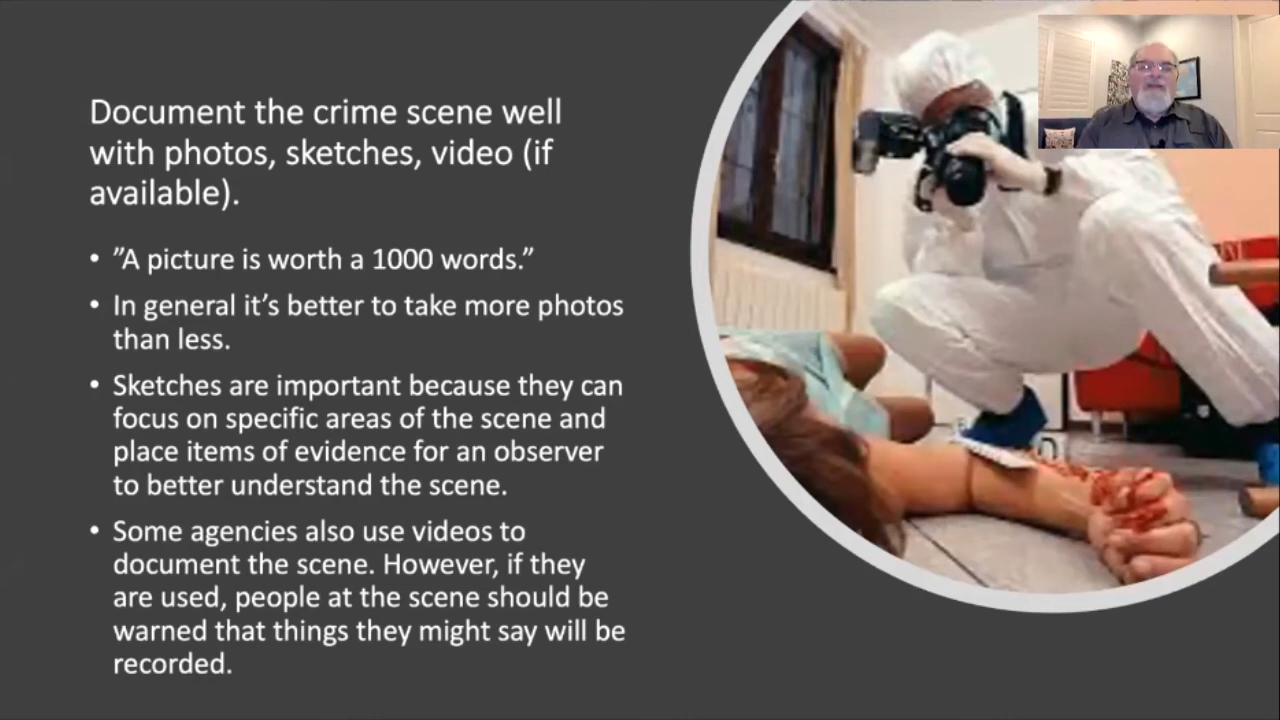 Document the crime scene well
with photos, sketches, video (if
available).
• ”A picture is worth a 1000 words.”
• In general it’s better to take more photos
than less.
• Sketches are important because they can
focus on specific areas of the scene and
place items of evidence for an observer
to better understand the scene.
• Some agencies also use videos to
document the scene. However, if they
are used, people at the scene should be
warned that things they might say will be
recorded.